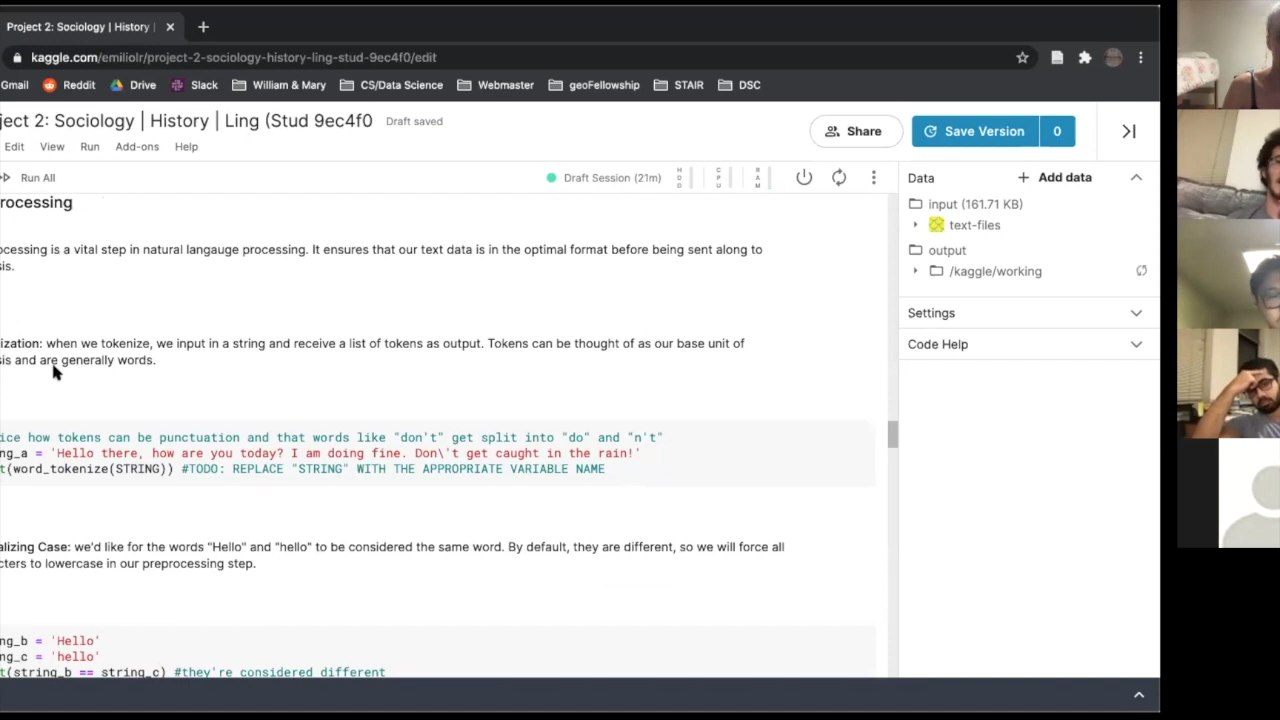 Project 2: Sociology | History |
kaggle.com/emiliolr/project-2-sociology-history-ling-stud-9ec4f0/edit
Gmail Reddit Drive Slack William & Mary CS/Data Science Webmaster geoFellowship STAIR DSC
ject 2: Sociology | History | Ling (Stud 9ec4f0 Draft saved
Share Save Version 0
Edit View Run Add-ons Help
Run All Draft Session (21m) HDD CPU RAM
Data + Add data
input (161.71 KB)
text-files
output
/kaggle/working
Settings
Code Help
rocessing
ocessing is a vital step in natural langauge processing. It ensures that our text data is in the optimal format before being sent along to
sis.
ization: when we tokenize, we input in a string and receive a list of tokens as output. Tokens can be thought of as our base unit of
sis and are generally words.
ice how tokens can be punctuation and that words like "don't" get split into "do" and "n't"
ng_a = 'Hello there, how are you today? I am doing fine. Don\'t get caught in the rain!'
t(word_tokenize(STRING)) #TODO: REPLACE "STRING" WITH THE APPROPRIATE VARIABLE NAME
alizing Case: we'd like for the words "Hello" and "hello" to be considered the same word. By default, they are different, so we will force all
cters to lowercase in our preprocessing step.
ng_b = 'Hello'
ng_c = 'hello'
t(string_b == string_c) #they're considered different